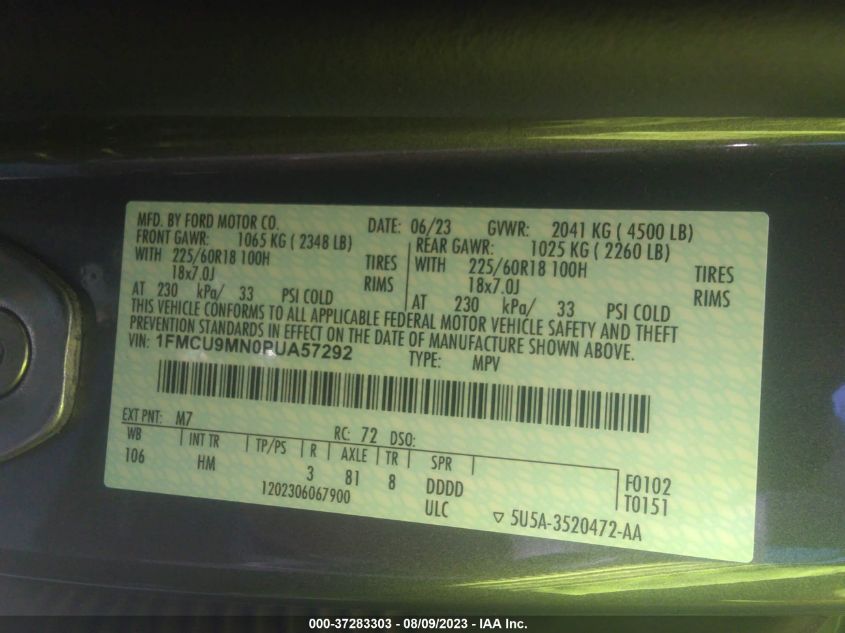 MFD. BY FORD MOTOR CO. DATE: 06/23 GVWR: 2041 KG ( 4500 LB)
FRONT GAWR: 1065 KG ( 2348 LB) REAR GAWR: 1025 KG ( 2260 LB)
WITH 225/60R18 100H TIRES WITH 225/60R18 100H TIRES
18x7.0J RIMS 18x7.0J RIMS
AT 230 kPa/ 33 PSI COLD AT 230 kPa/ 33 PSI COLD
THIS VEHICLE CONFORMS TO ALL APPLICABLE FEDERAL MOTOR VEHICLE SAFETY AND THEFT
PREVENTION STANDARDS IN EFFECT ON THE DATE OF MANUFACTURE SHOWN ABOVE.
VIN: 1FMCU9MN0PUA57292 TYPE: MPV
EXT PNT: M7 RC: 72 DSO:
WB INT TR TP/PS R AXLE TR SPR
106 HM 3 81 8 DDDD F0102
1202306067900 ULC T0151
5U5A-3520472-AA
000-37283303 - 08/09/2023 - IAA Inc.